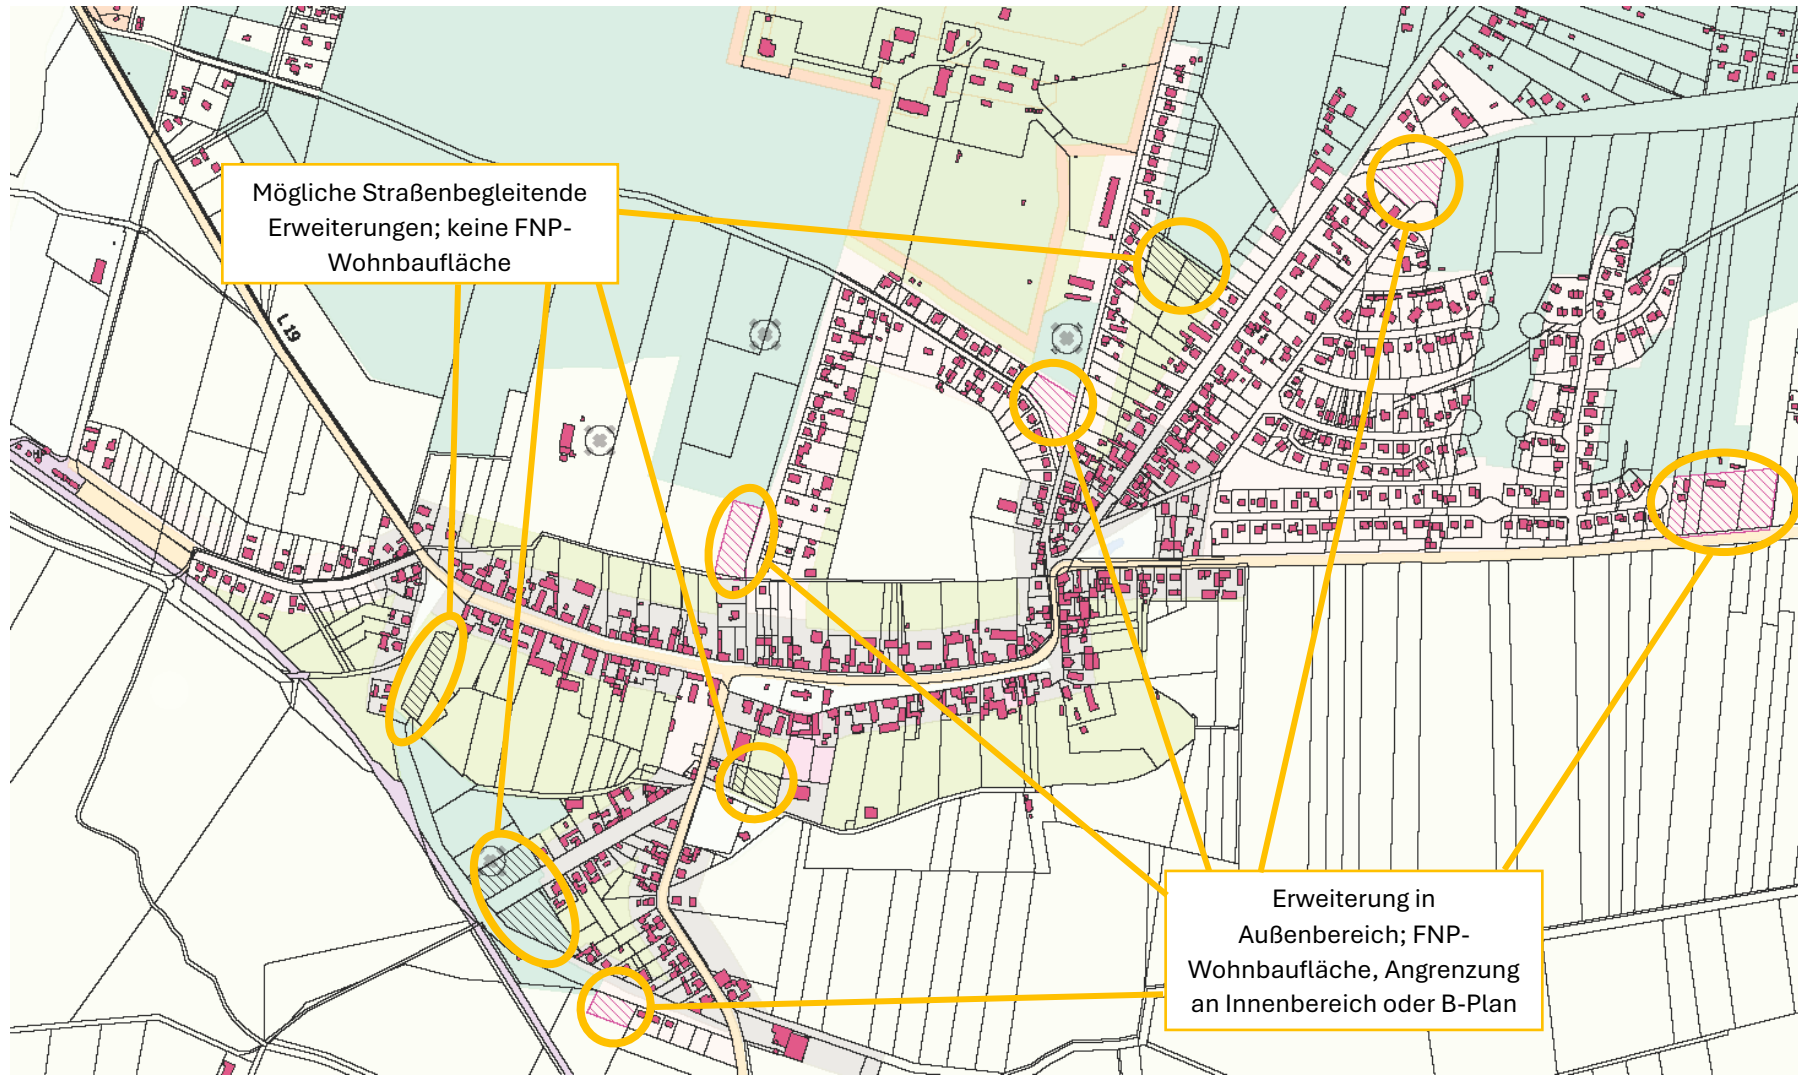 Mögliche Straßenbegleitende
Erweiterungen; keine FNP-
Wohnbaufläche
L 19
Erweiterung in
Außenbereich; FNP-
Wohnbaufläche, Angrenzung
an Innenbereich oder B-Plan